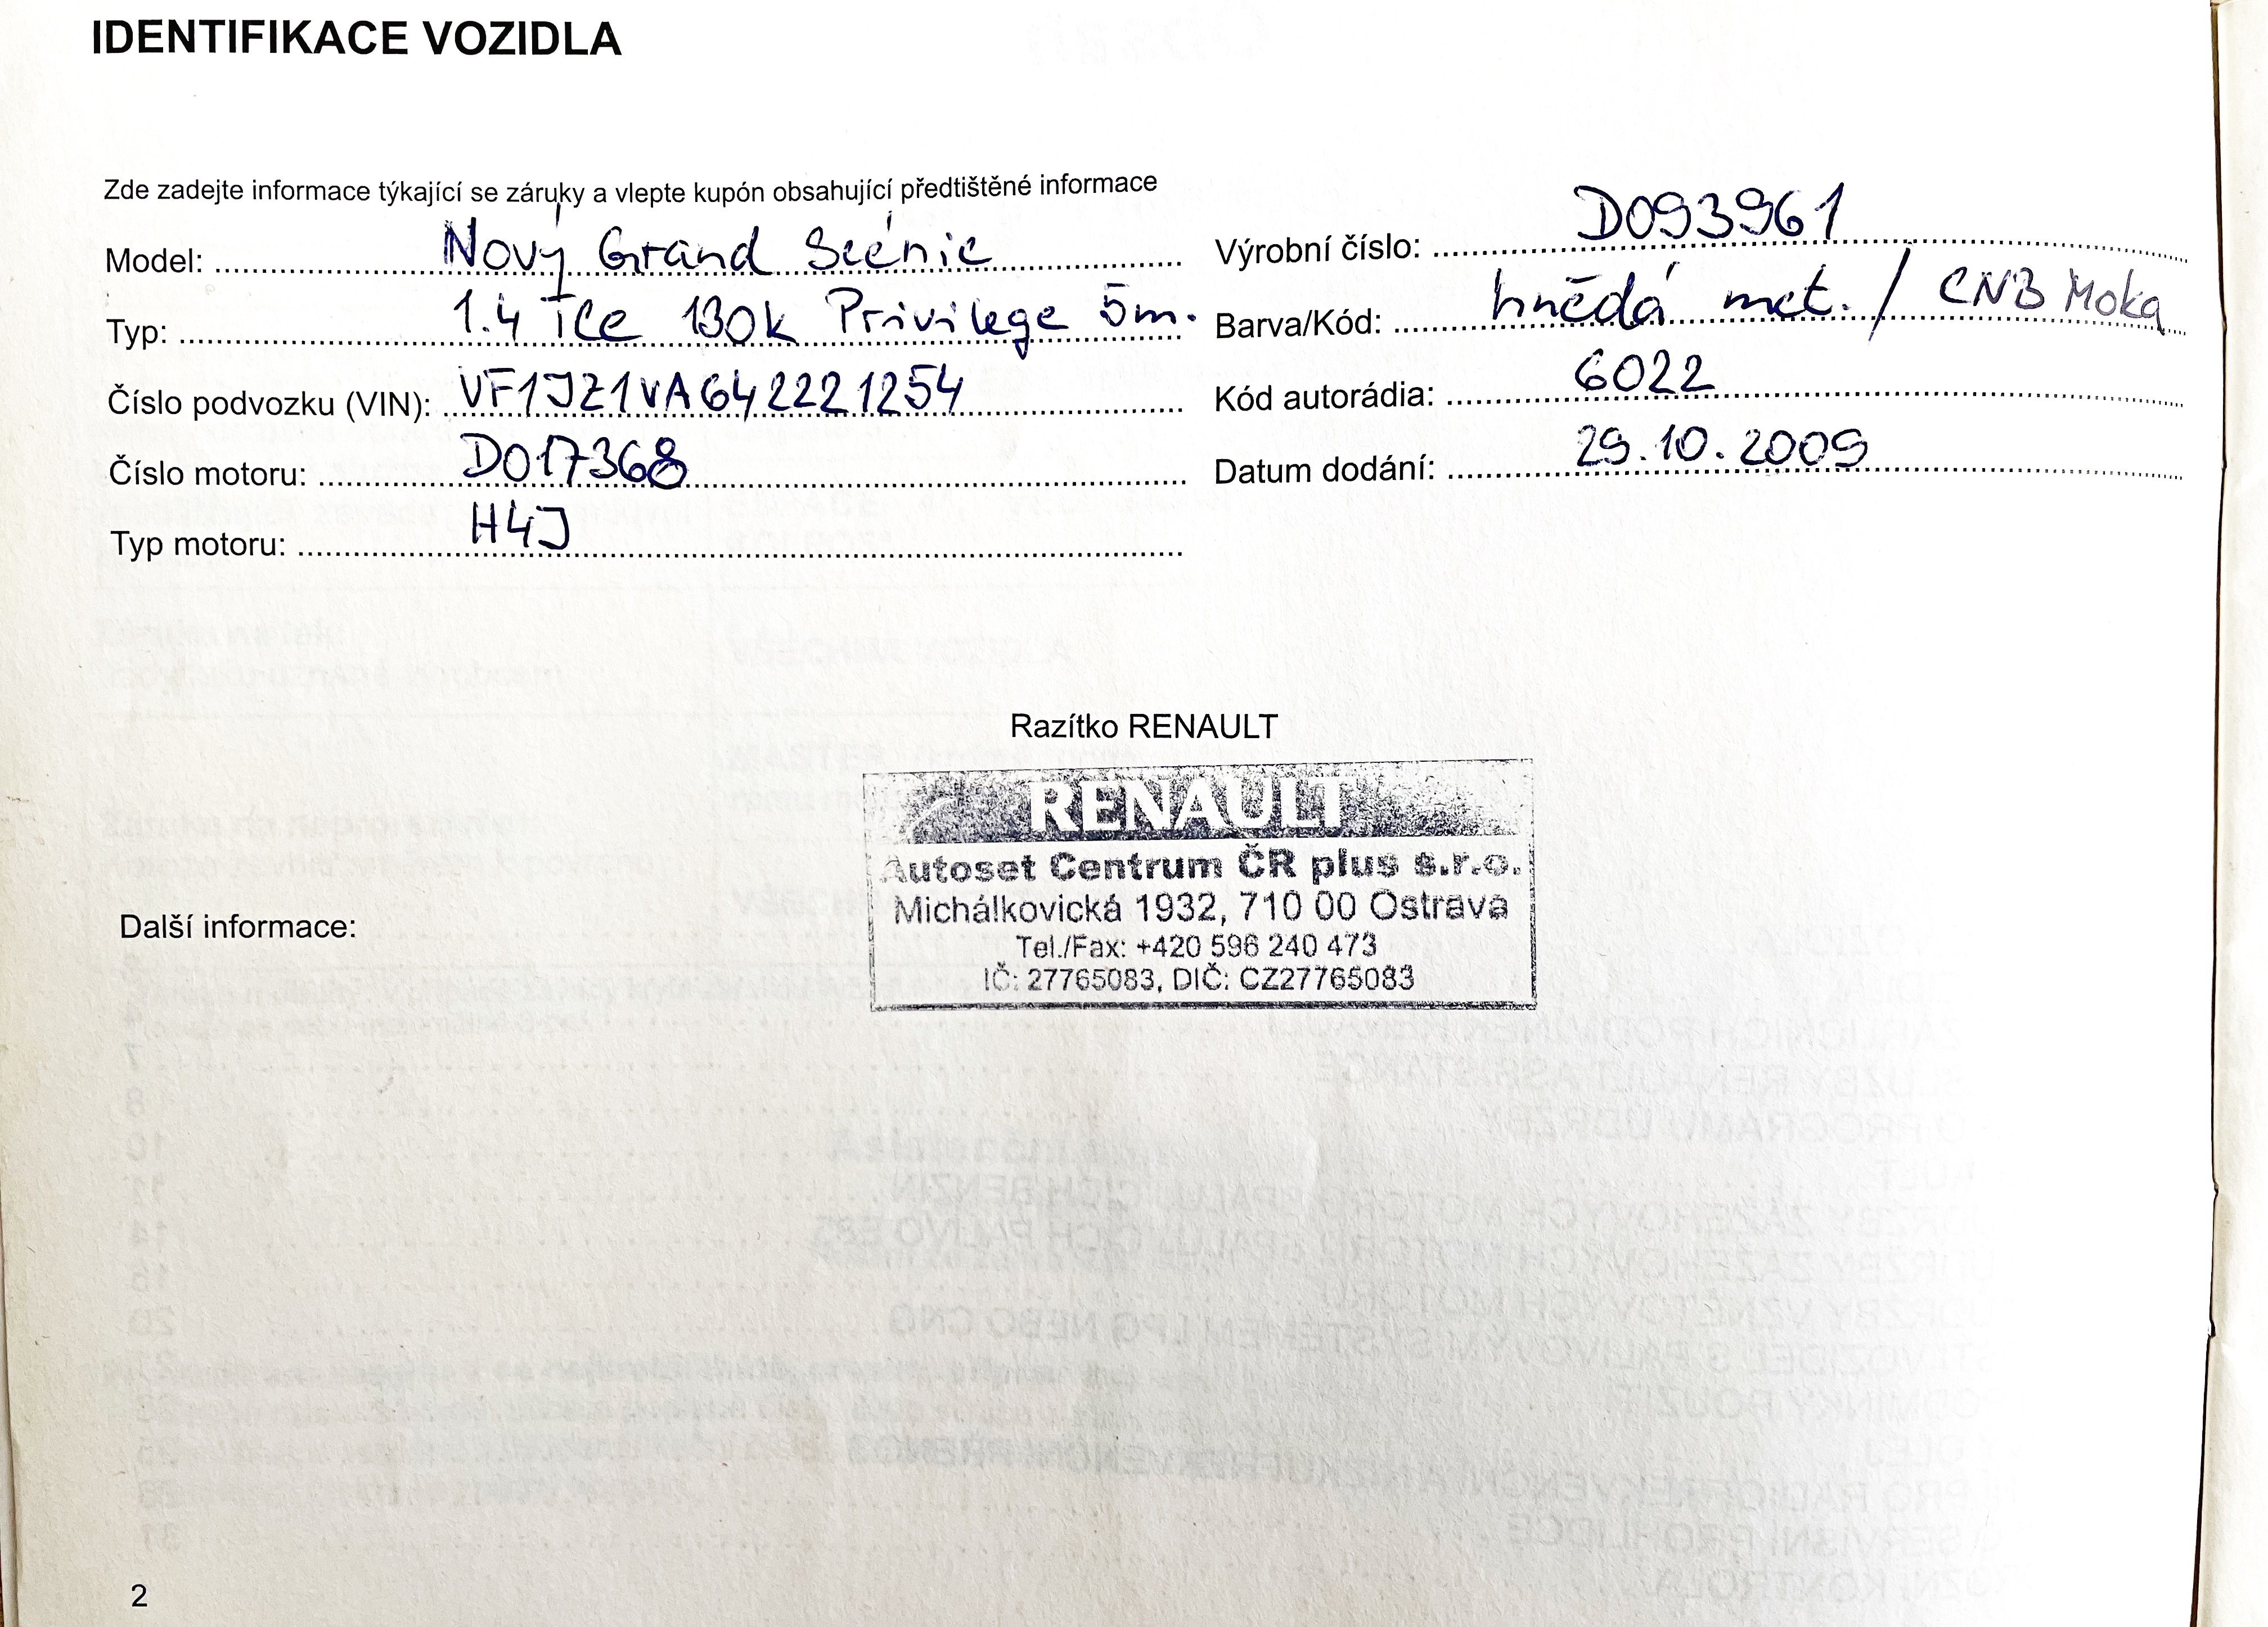 IDENTIFIKACE VOZIDLA
Zde zadejte informace týkající se záruky a vlepte kupón obsahující předtištěné informace
Model: Nový Grand Scénic
Typ: 1.4 TCe 130k Privilege 5m.
Číslo podvozku (VIN): VF1JZ1VA642221254
Číslo motoru: D017368
Typ motoru: H4J
Výrobní číslo: D093961
Barva/Kód: hnědá met. / CNB Moka
Kód autorádia: 6022
Datum dodání: 29.10.2009
Razítko RENAULT
RENAULT
Autoset Centrum ČR plus s.r.o.
Michálkovická 1932, 710 00 Ostrava
Tel./Fax: +420 596 240 473
IČ: 27765083, DIČ: CZ27765083
Další informace:
2